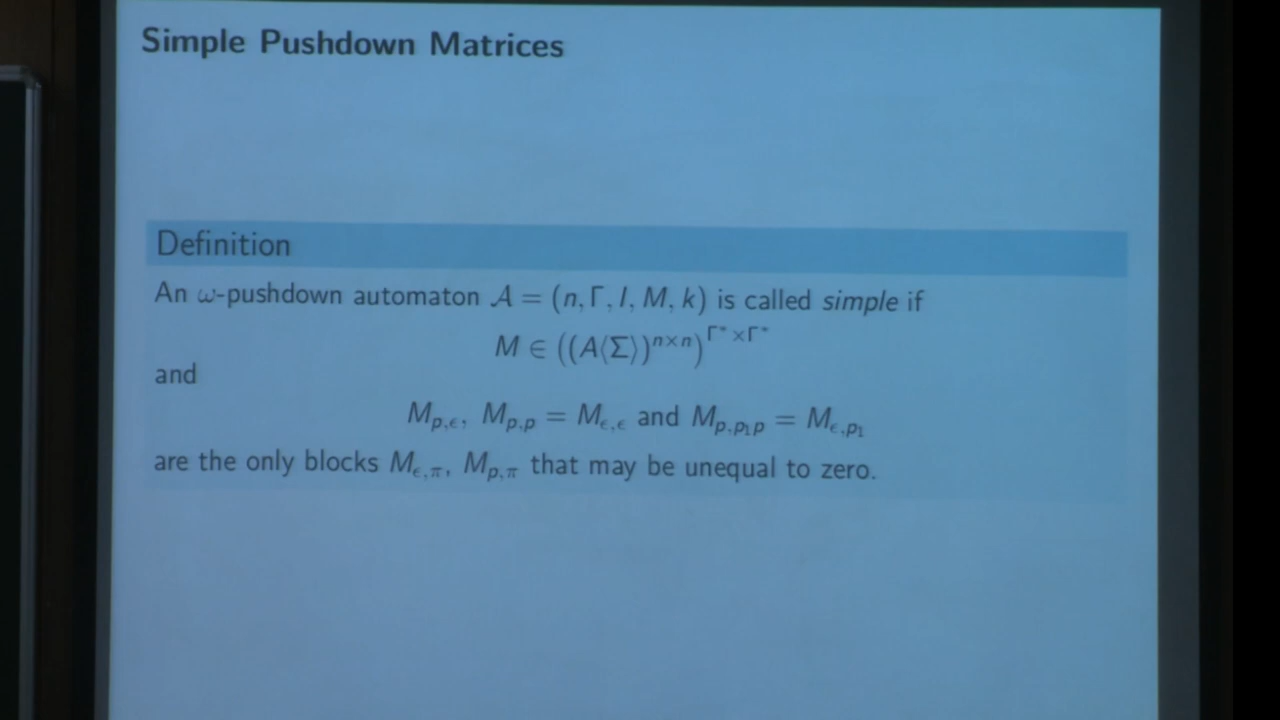 Simple Pushdown Matrices
Definition
An ω-pushdown automaton 𝒜 = (n, Γ, I, M, k) is called simple if
M ∈ ((A⟨Σ⟩)^{n×n})^{Γ*×Γ*}
and
M_{p,ϵ}, M_{p,p} = M_{ϵ,ϵ} and M_{p,p₁p} = M_{ϵ,p₁}
are the only blocks M_{ϵ,π}, M_{p,π} that may be unequal to zero.